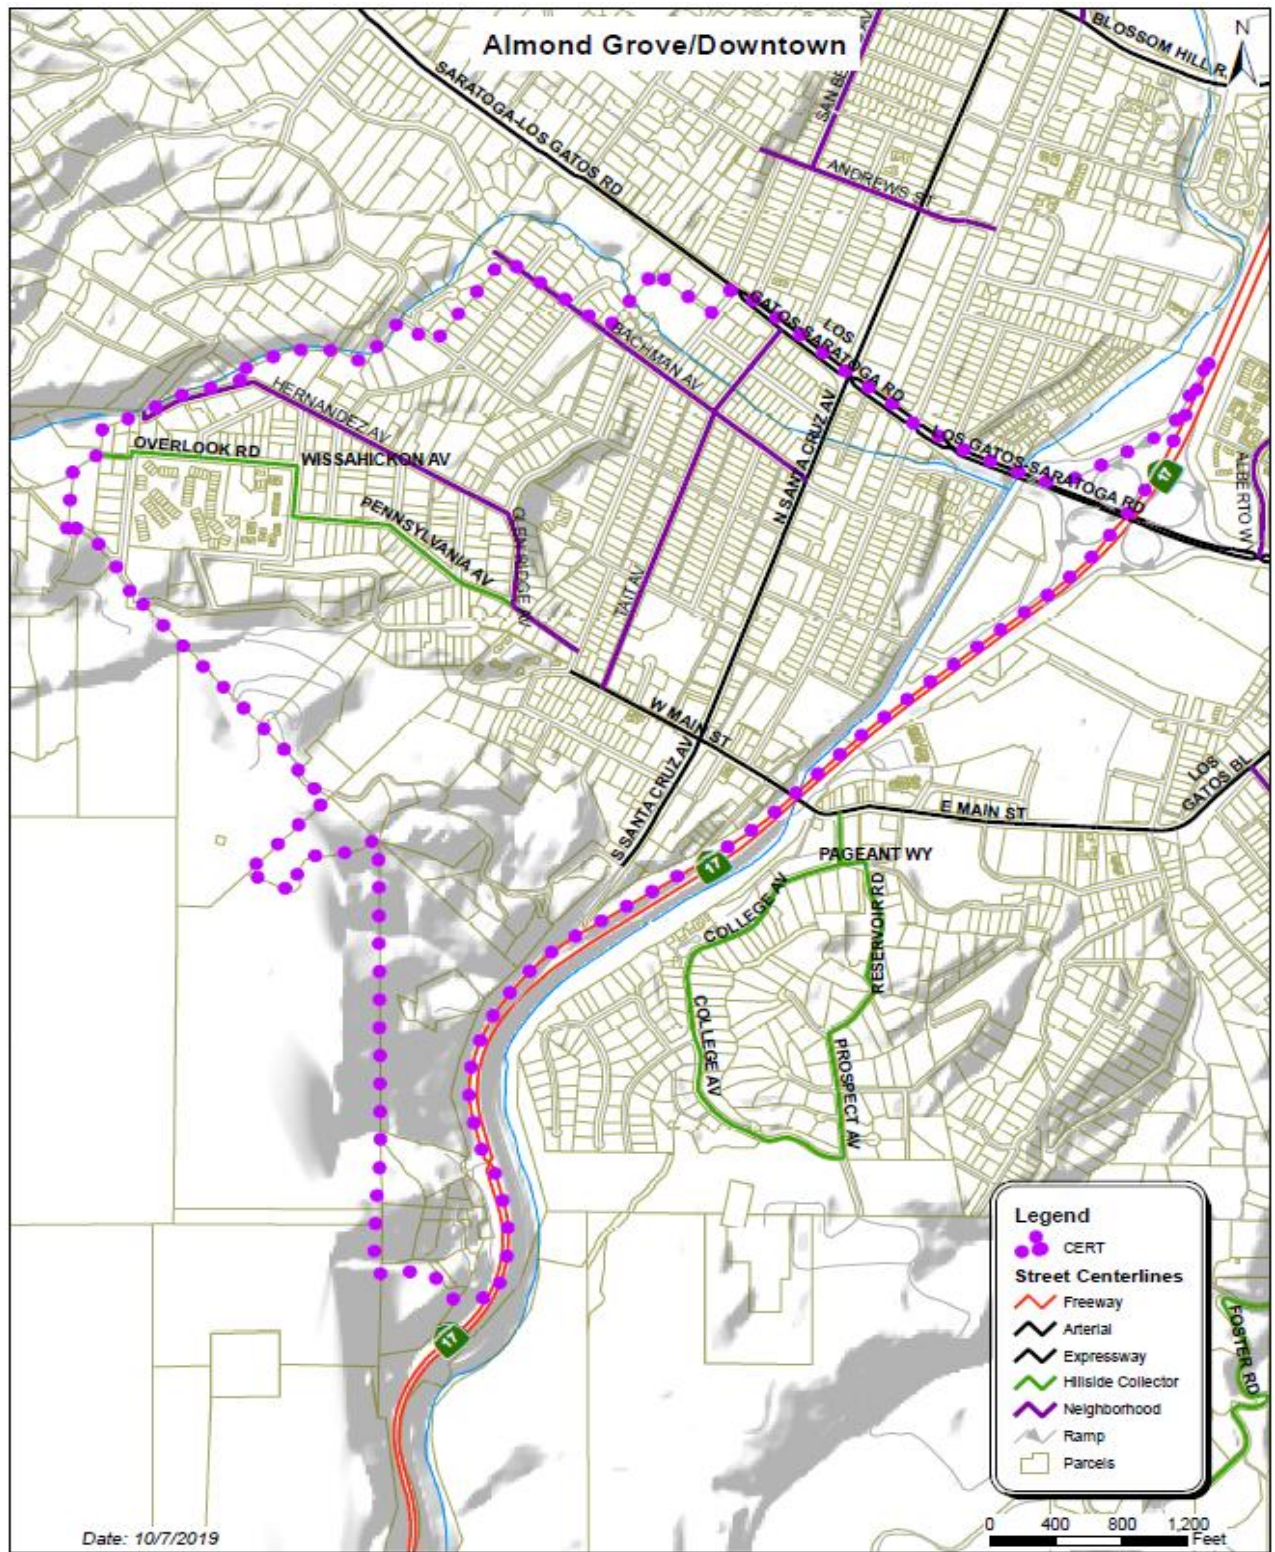 Almond Grove/Downtown
BLOSSOM HILL R.
N
SARATOGA-LOS GATOS RD
ANDREWS
LOS
GATOS-SARATOGA RD
BACHMAN AV
HERNANDEZ AV
OVERLOOK RD
WISSAHICKON AV
N SANTA CRUZ AV
LOS GATOS-SARATOGA RD
17
ALBERTO W
PENNSYLVANIA AV
GLEN RIDGE AV
TAIT AV
W MAIN ST
S SANTA CRUZ AV
LOS
GATOS BL
E MAIN ST
17
PAGEANT WY
COLLEGE AV
RESERVOIR RD
COLLEGE AV
PROSPECT AV
17
FOSTER RD
Legend
CERT
Street Centerlines
Freeway
Arterial
Expressway
Hillside Collector
Neighborhood
Ramp
Parcels
Date: 10/7/2019
0 400 800 1,200
Feet